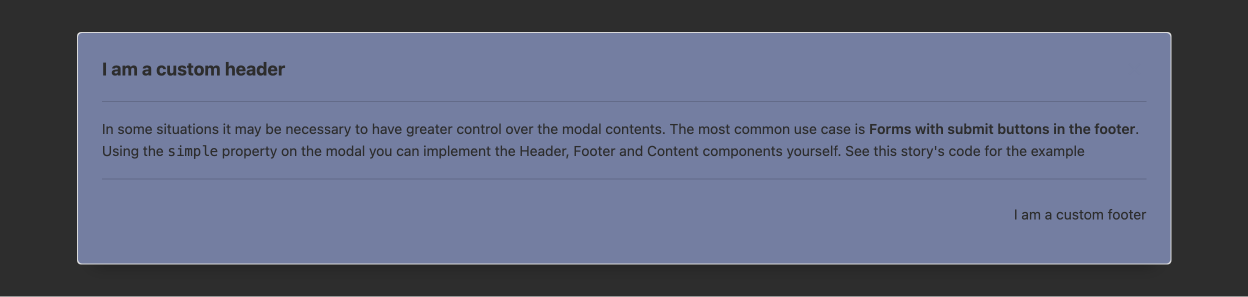 I am a custom header
In some situations it may be necessary to have greater control over the modal contents. The most common use case is Forms with submit buttons in the footer.
Using the simple property on the modal you can implement the Header, Footer and Content components yourself. See this story's code for the example
I am a custom footer